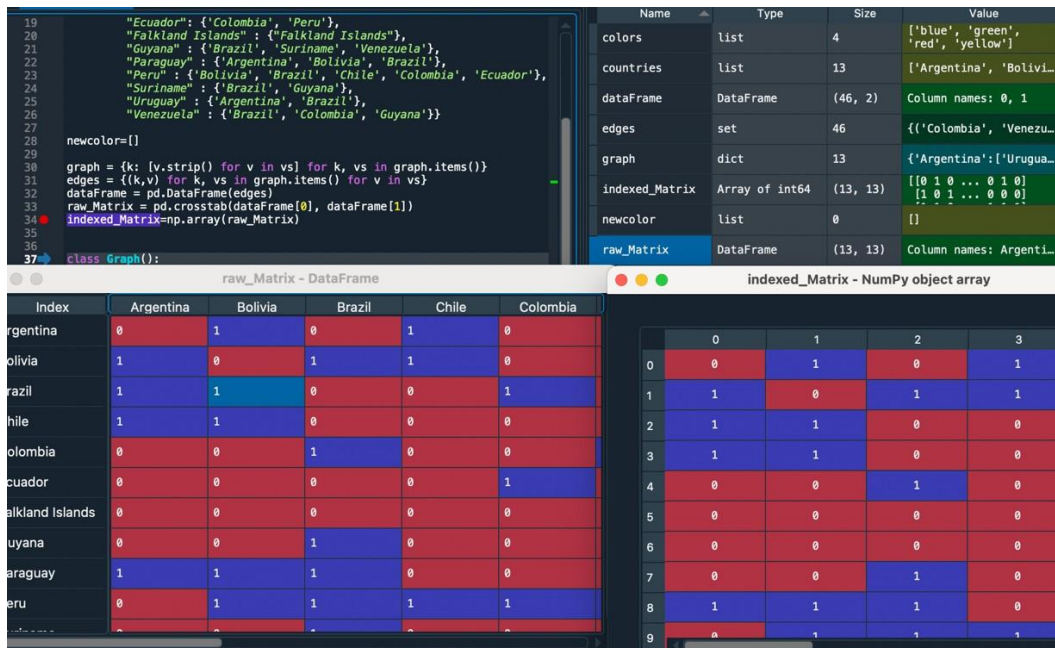 19 "Ecuador": {'Colombia', 'Peru'},
20 "Falkland Islands" : {"Falkland Islands"},
21 "Guyana" : {'Brazil', 'Suriname', 'Venezuela'},
22 "Paraguay" : {'Argentina', 'Bolivia', 'Brazil'},
23 "Peru" : {'Bolivia', 'Brazil', 'Chile', 'Colombia', 'Ecuador'},
24 "Suriname" : {'Brazil', 'Guyana'},
25 "Uruguay" : {'Argentina', 'Brazil'},
26 "Venezuela" : {'Brazil', 'Colombia', 'Guyana'}}
27
28 newcolor=[]
29
30 graph = {k: [v.strip() for v in vs] for k, vs in graph.items()}
31 edges = {(k,v) for k, vs in graph.items() for v in vs}
32 dataFrame = pd.DataFrame(edges)
33 raw_Matrix = pd.crosstab(dataFrame[0], dataFrame[1])
34 indexed_Matrix=np.array(raw_Matrix)
35
36
37 class Graph():
Name Type Size Value
colors list 4 ['blue', 'green',
'red', 'yellow']
countries list 13 ['Argentina', 'Bolivi…
dataFrame DataFrame (46, 2) Column names: 0, 1
edges set 46 {('Colombia', 'Venezu…
graph dict 13 {'Argentina':['Urugua…
indexed_Matrix Array of int64 (13, 13) [[0 1 0 ... 0 1 0]
[1 0 1 ... 0 0 0]
newcolor list 0 []
raw_Matrix DataFrame (13, 13) Column names: Argenti…
raw_Matrix - DataFrame
Index Argentina Bolivia Brazil Chile Colombia
rgentina 0 1 0 1 0
olivia 1 0 1 1 0
razil 1 1 0 0 1
hile 1 1 0 0 0
olombia 0 0 1 0 0
cuador 0 0 0 0 1
alkland Islands 0 0 0 0 0
uyana 0 0 1 0 0
araguay 1 1 1 0 0
eru 0 1 1 1 1
indexed_Matrix - NumPy object array
0 1 2 3
0 0 1 0 1
1 1 0 1 1
2 1 1 0 0
3 1 1 0 0
4 0 0 1 0
5 0 0 0 0
6 0 0 0 0
7 0 0 1 0
8 1 1 1 0
9 0 1 1 1